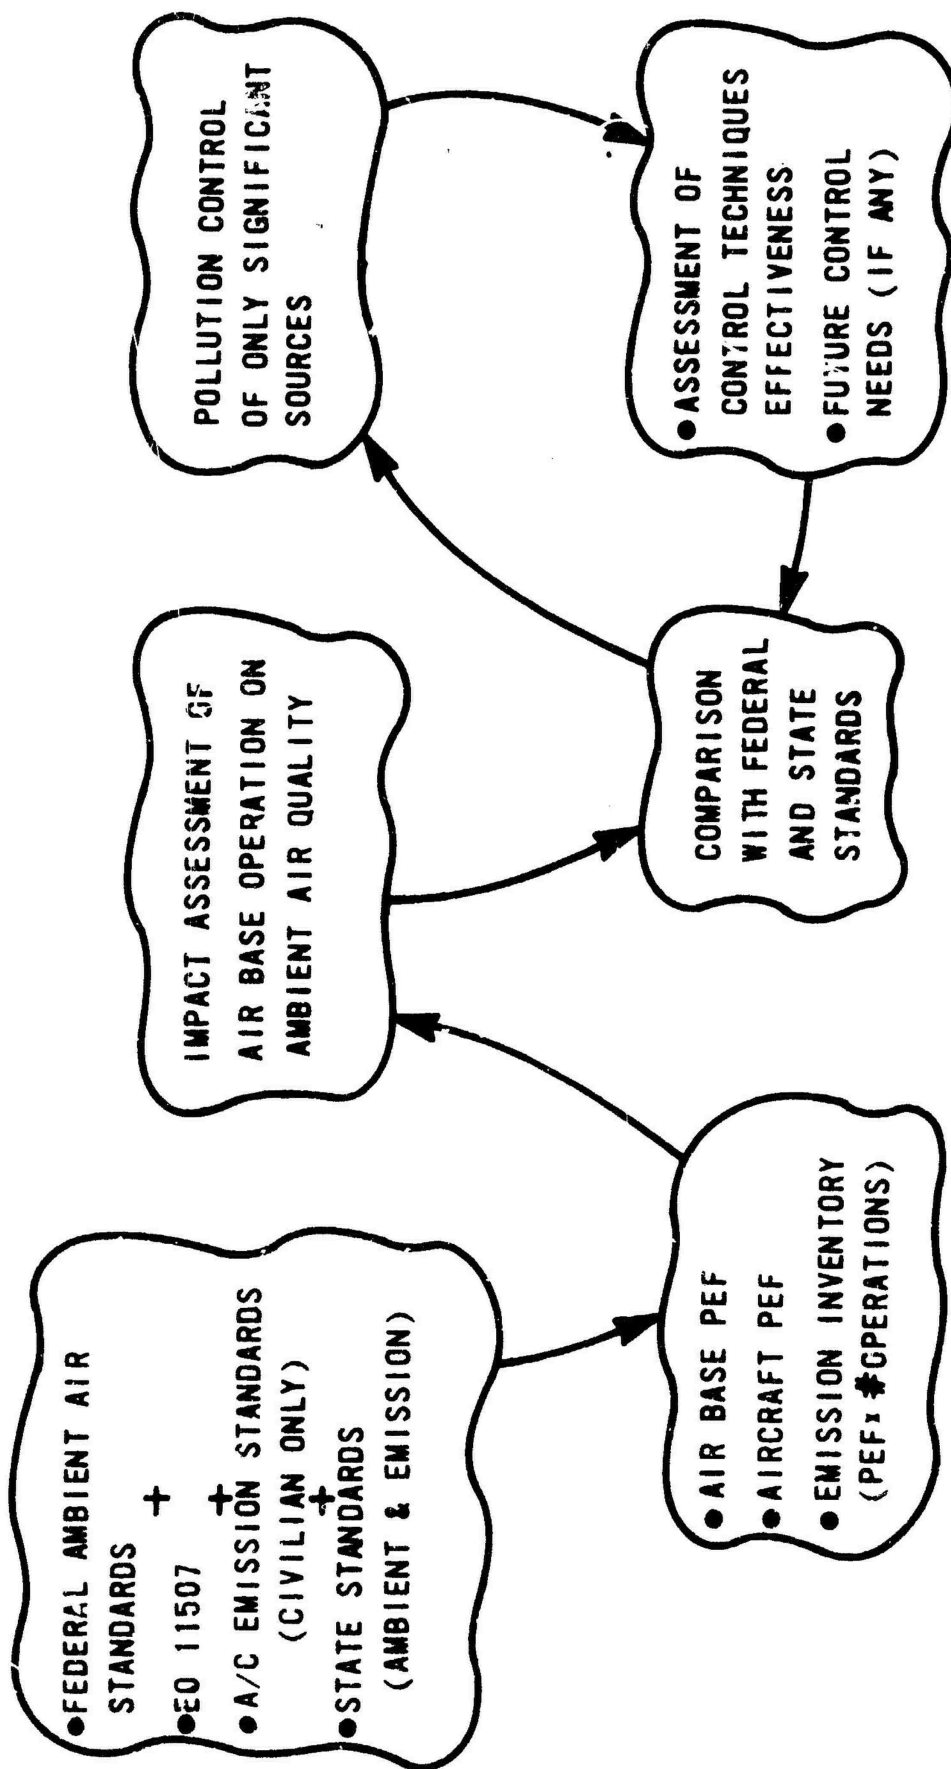 ●FEDERAL AMBIENT AIR
STANDARDS
+
●EO 11507
+
●A/C EMISSION STANDARDS
(CIVILIAN ONLY)
+
●STATE STANDARDS
(AMBIENT & EMISSION)
●AIR BASE PEF
●AIRCRAFT PEF
●EMISSION INVENTORY
(PEFx #OPERATIONS)
IMPACT ASSESSMENT OF
AIR BASE OPERATION ON
AMBIENT AIR QUALITY
COMPARISON
WITH FEDERAL
AND STATE
STANDARDS
POLLUTION CONTROL
OF ONLY SIGNIFICANT
SOURCES
●ASSESSMENT OF
CONTROL TECHNIQUES
EFFECTIVENESS
●FUTURE CONTROL
NEEDS (IF ANY)